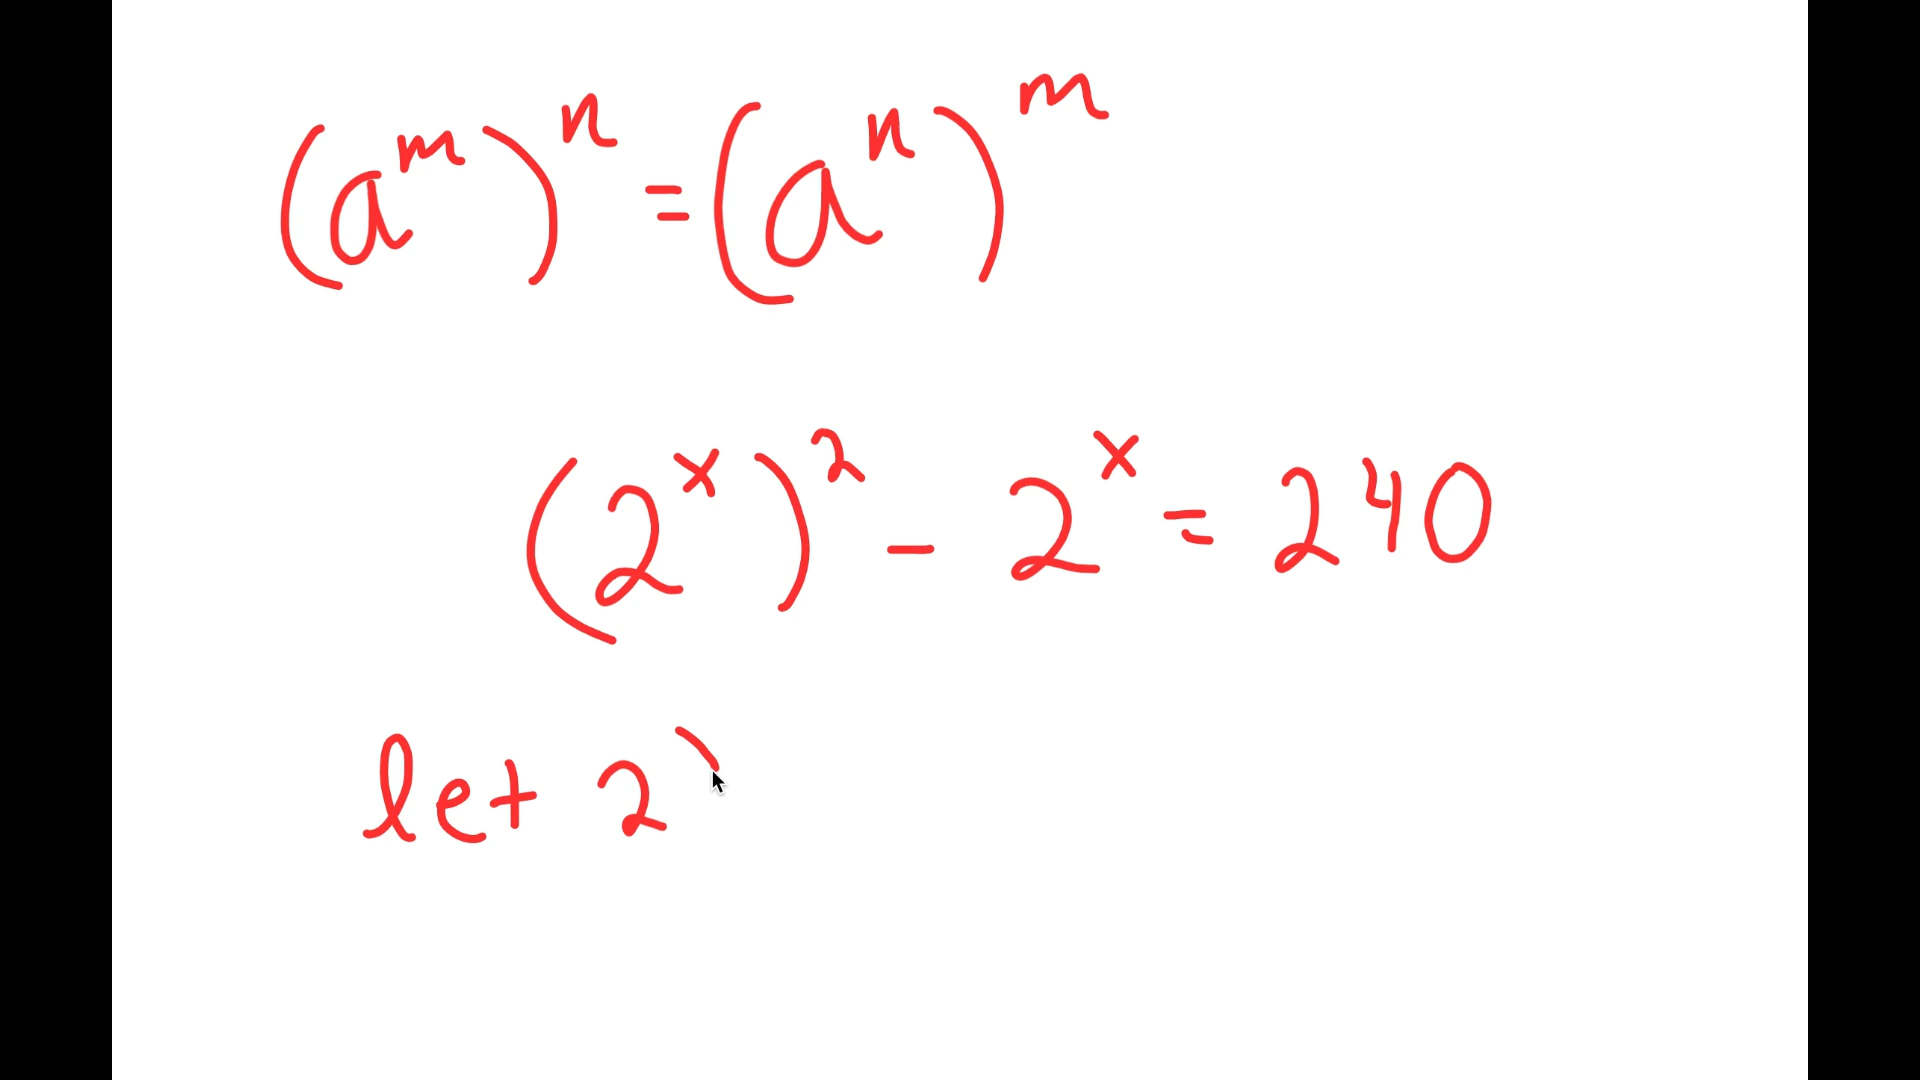 (a^m)^n = (a^n)^m
(2^x)^2 - 2^x = 240
let 2